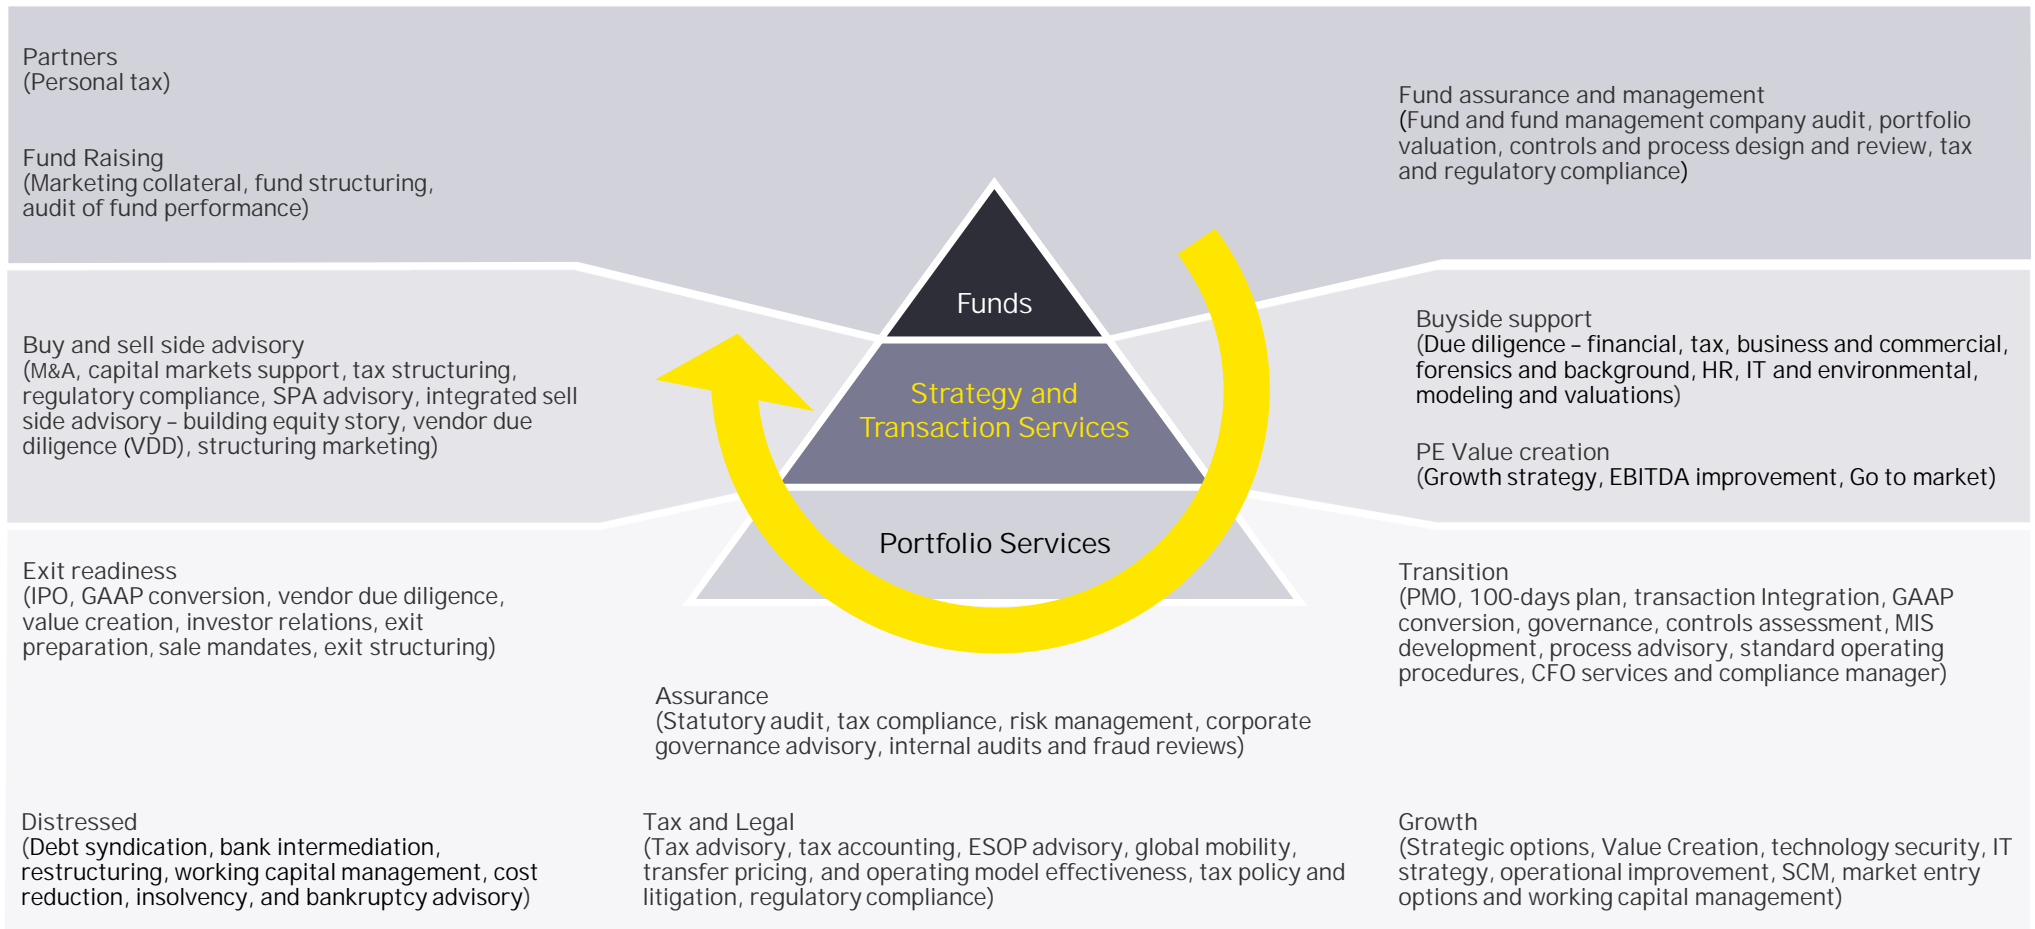 Partners
(Personal tax)
Fund Raising
(Marketing collateral, fund structuring,
audit of fund performance)
Fund assurance and management
(Fund and fund management company audit, portfolio
valuation, controls and process design and review, tax
and regulatory compliance)
Funds
Buy and sell side advisory
(M&A, capital markets support, tax structuring,
regulatory compliance, SPA advisory, integrated sell
side advisory – building equity story, vendor due
diligence (VDD), structuring marketing)
Strategy and
Transaction Services
Buyside support
(Due diligence – financial, tax, business and commercial,
forensics and background, HR, IT and environmental,
modeling and valuations)
PE Value creation
(Growth strategy, EBITDA improvement, Go to market)
Portfolio Services
Exit readiness
(IPO, GAAP conversion, vendor due diligence,
value creation, investor relations, exit
preparation, sale mandates, exit structuring)
Transition
(PMO, 100-days plan, transaction Integration, GAAP
conversion, governance, controls assessment, MIS
development, process advisory, standard operating
procedures, CFO services and compliance manager)
Assurance
(Statutory audit, tax compliance, risk management, corporate
governance advisory, internal audits and fraud reviews)
Distressed
(Debt syndication, bank intermediation,
restructuring, working capital management, cost
reduction, insolvency, and bankruptcy advisory)
Tax and Legal
(Tax advisory, tax accounting, ESOP advisory, global mobility,
transfer pricing, and operating model effectiveness, tax policy and
litigation, regulatory compliance)
Growth
(Strategic options, Value Creation, technology security, IT
strategy, operational improvement, SCM, market entry
options and working capital management)